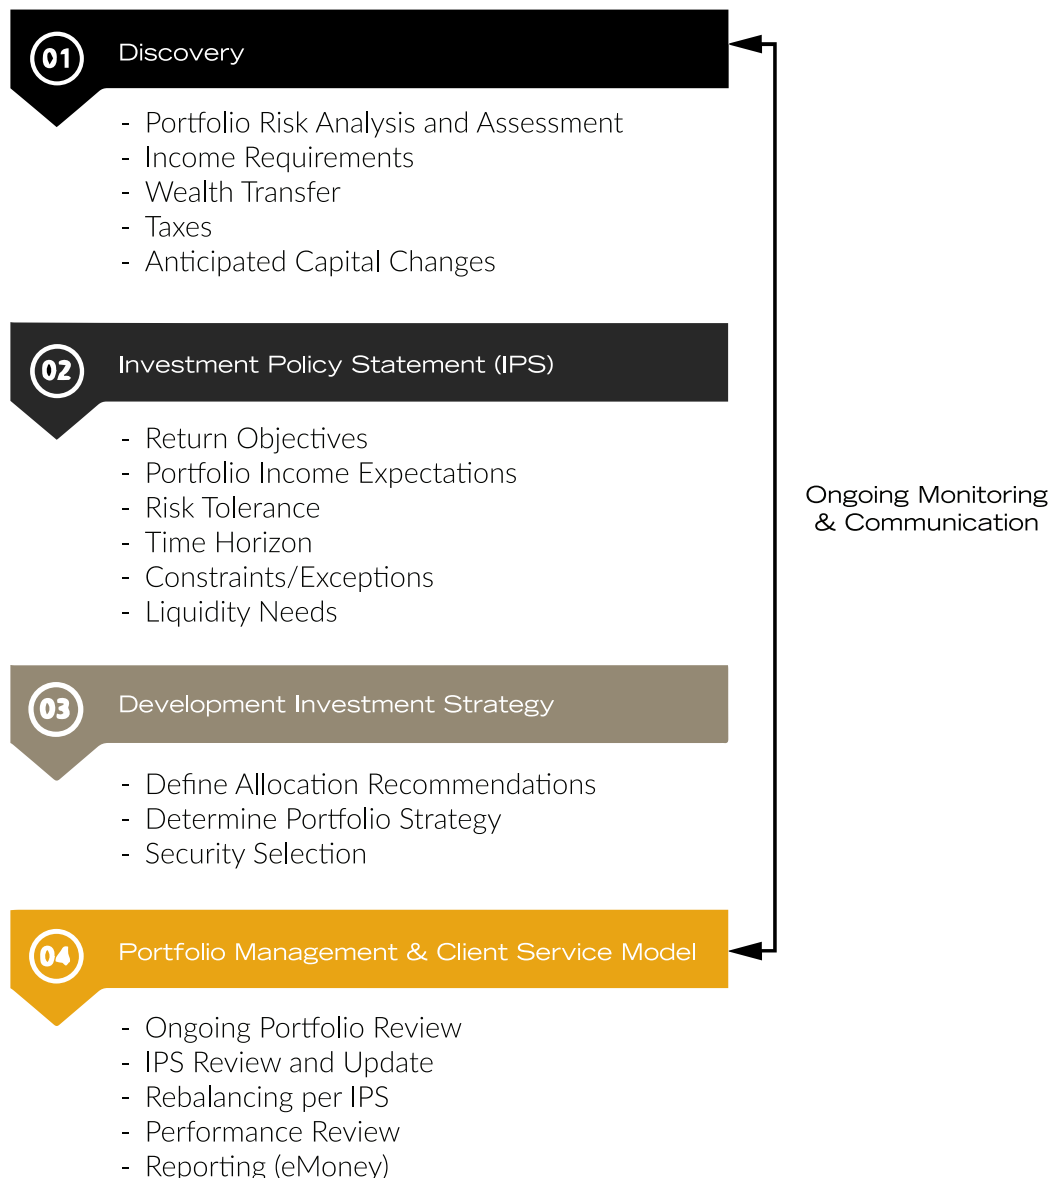 01 Discovery
- Portfolio Risk Analysis and Assessment
- Income Requirements
- Wealth Transfer
- Taxes
- Anticipated Capital Changes
02 Investment Policy Statement (IPS)
- Return Objectives
- Portfolio Income Expectations
- Risk Tolerance
- Time Horizon
- Constraints/Exceptions
- Liquidity Needs
Ongoing Monitoring
& Communication
03 Development Investment Strategy
- Define Allocation Recommendations
- Determine Portfolio Strategy
- Security Selection
04 Portfolio Management & Client Service Model
- Ongoing Portfolio Review
- IPS Review and Update
- Rebalancing per IPS
- Performance Review
- Reporting (eMoney)